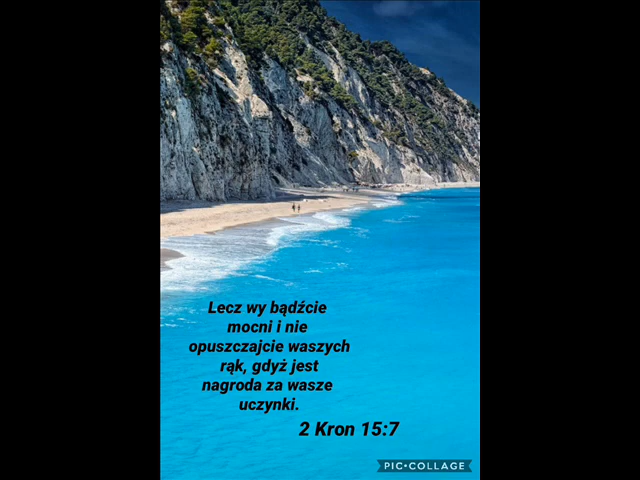 Lecz wy bądźcie
mocni i nie
opuszczajcie waszych
rąk, gdyż jest
nagroda za wasze
uczynki.
2 Kron 15:7
PIC•COLLAGE